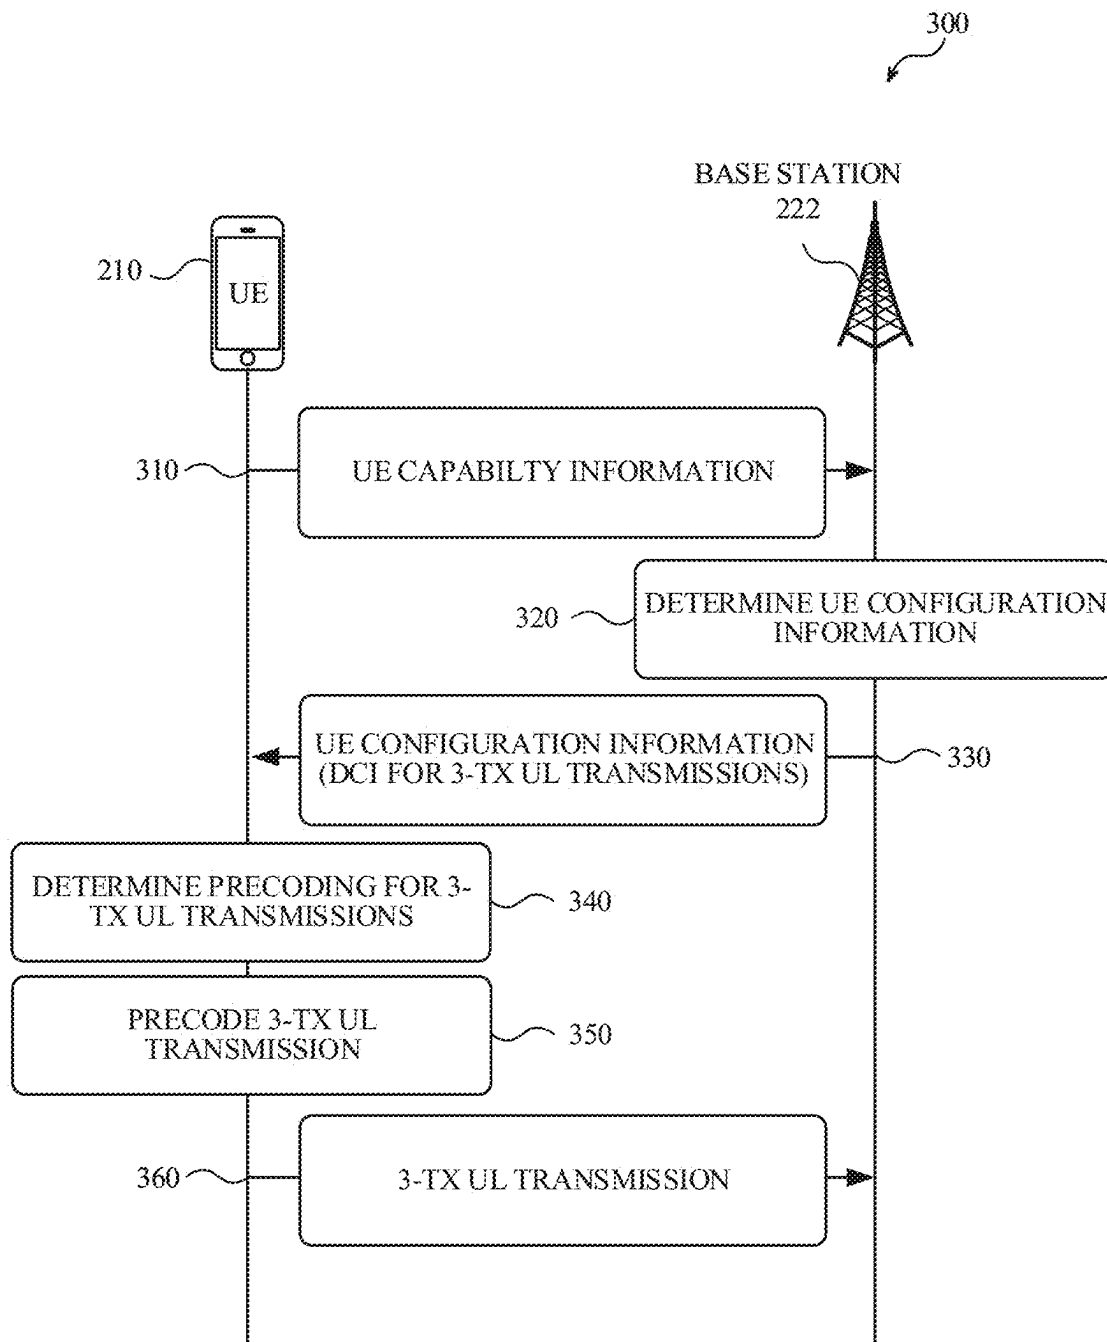 300
BASE STATION
222
210
UE
310
UE CAPABILTY INFORMATION
320
DETERMINE UE CONFIGURATION
INFORMATION
UE CONFIGURATION INFORMATION
(DCI FOR 3-TX UL TRANSMISSIONS)
330
DETERMINE PRECODING FOR 3-
TX UL TRANSMISSIONS
340
PRECODE 3-TX UL
TRANSMISSION
350
360
3-TX UL TRANSMISSION